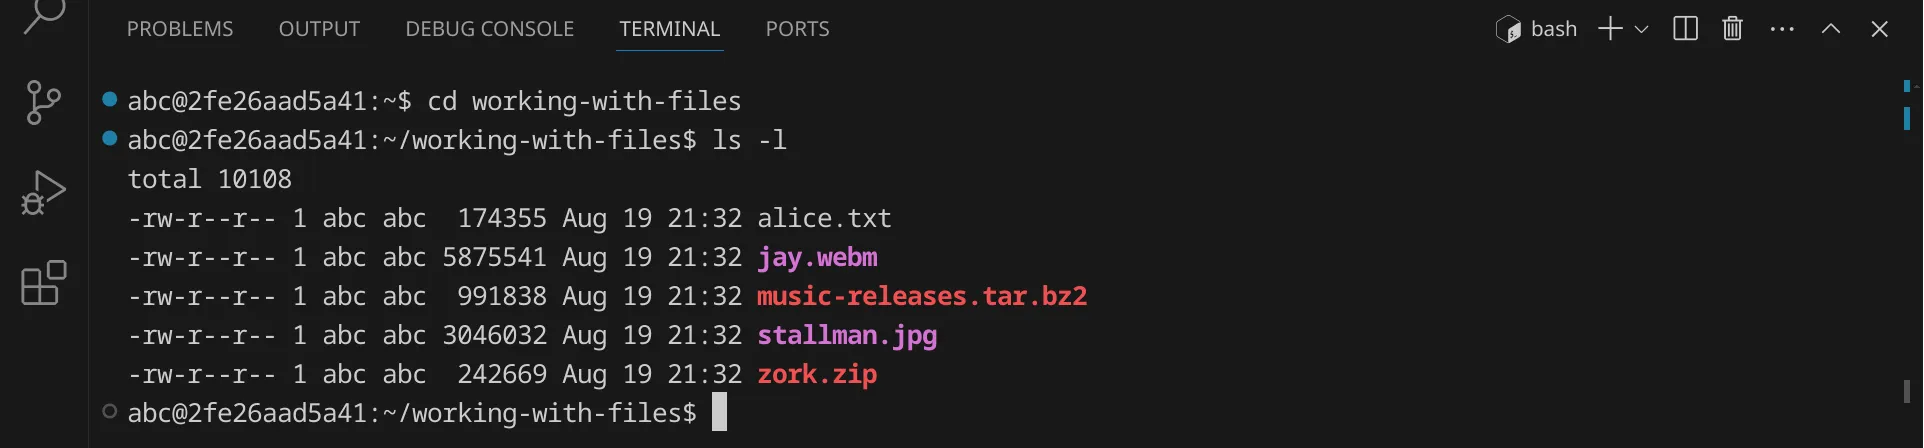 PROBLEMS OUTPUT DEBUG CONSOLE TERMINAL PORTS bash
abc@2fe26aad5a41:~$ cd working-with-files
abc@2fe26aad5a41:~/working-with-files$ ls -l
total 10108
-rw-r--r-- 1 abc abc  174355 Aug 19 21:32 alice.txt
-rw-r--r-- 1 abc abc 5875541 Aug 19 21:32 jay.webm
-rw-r--r-- 1 abc abc  991838 Aug 19 21:32 music-releases.tar.bz2
-rw-r--r-- 1 abc abc 3046032 Aug 19 21:32 stallman.jpg
-rw-r--r-- 1 abc abc  242669 Aug 19 21:32 zork.zip
abc@2fe26aad5a41:~/working-with-files$